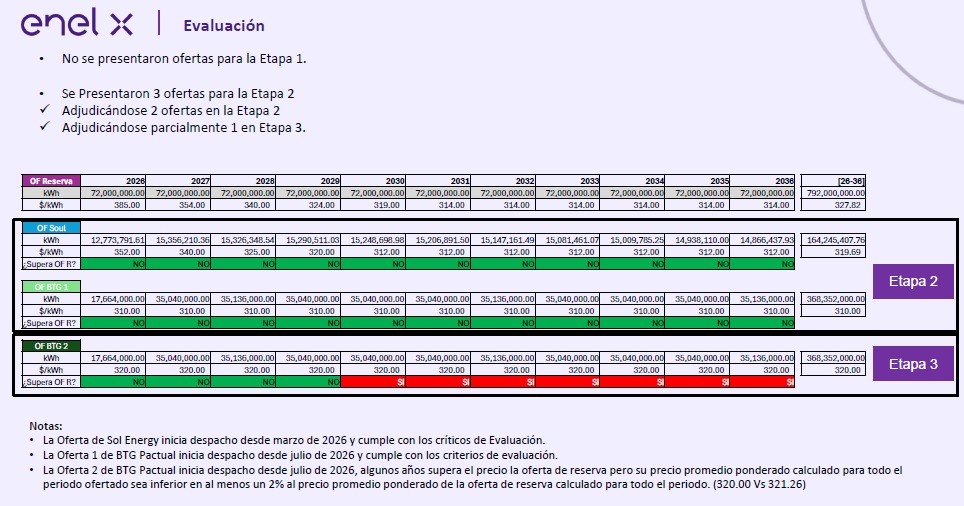 enel x | Evaluación
• No se presentaron ofertas para la Etapa 1.
• Se Presentaron 3 ofertas para la Etapa 2
✓ Adjudicándose 2 ofertas en la Etapa 2
✓ Adjudicándose parcialmente 1 en Etapa 3.
OF Reserva 2026 2027 2028 2029 2030 2031 2032 2033 2034 2035 2036 [26-36]
kWh 72,000,000.00 72,000,000.00 72,000,000.00 72,000,000.00 72,000,000.00 72,000,000.00 72,000,000.00 72,000,000.00 72,000,000.00 72,000,000.00 72,000,000.00 792,000,000.00
$/kWh 385.00 354.00 340.00 324.00 319.00 314.00 314.00 314.00 314.00 314.00 314.00 327.82
OF Soul
kWh 12,773,791.61 15,356,210.36 15,326,348.54 15,290,511.03 15,248,698.98 15,206,891.50 15,147,161.49 15,081,461.07 15,009,785.25 14,938,110.00 14,866,437.93 164,245,407.76
$/kWh 352.00 340.00 325.00 320.00 312.00 312.00 312.00 312.00 312.00 312.00 312.00 319.69
¿Supera OF R? NO NO NO NO NO NO NO NO NO NO NO
Etapa 2
OF BTG 1
kWh 17,664,000.00 35,040,000.00 35,136,000.00 35,040,000.00 35,040,000.00 35,040,000.00 35,136,000.00 35,040,000.00 35,040,000.00 35,040,000.00 35,136,000.00 368,352,000.00
$/kWh 310.00 310.00 310.00 310.00 310.00 310.00 310.00 310.00 310.00 310.00 310.00 310.00
¿Supera OF R? NO NO NO NO NO NO NO NO NO NO NO
OF BTG 2
kWh 17,664,000.00 35,040,000.00 35,136,000.00 35,040,000.00 35,040,000.00 35,040,000.00 35,136,000.00 35,040,000.00 35,040,000.00 35,040,000.00 35,136,000.00 368,352,000.00
$/kWh 320.00 320.00 320.00 320.00 320.00 320.00 320.00 320.00 320.00 320.00 320.00 320.00
¿Supera OF R? NO NO NO NO SI SI SI SI SI SI SI
Etapa 3
Notas:
• La Oferta de Sol Energy inicia despacho desde marzo de 2026 y cumple con los críticos de Evaluación.
• La Oferta 1 de BTG Pactual inicia despacho desde julio de 2026 y cumple con los criterios de evaluación.
• La Oferta 2 de BTG Pactual inicia despacho desde julio de 2026, algunos años supera el precio la oferta de reserva pero su precio promedio ponderado calculado para todo el
periodo ofertado sea inferior en al menos un 2% al precio promedio ponderado de la oferta de reserva calculado para todo el periodo. (320.00 Vs 321.26)